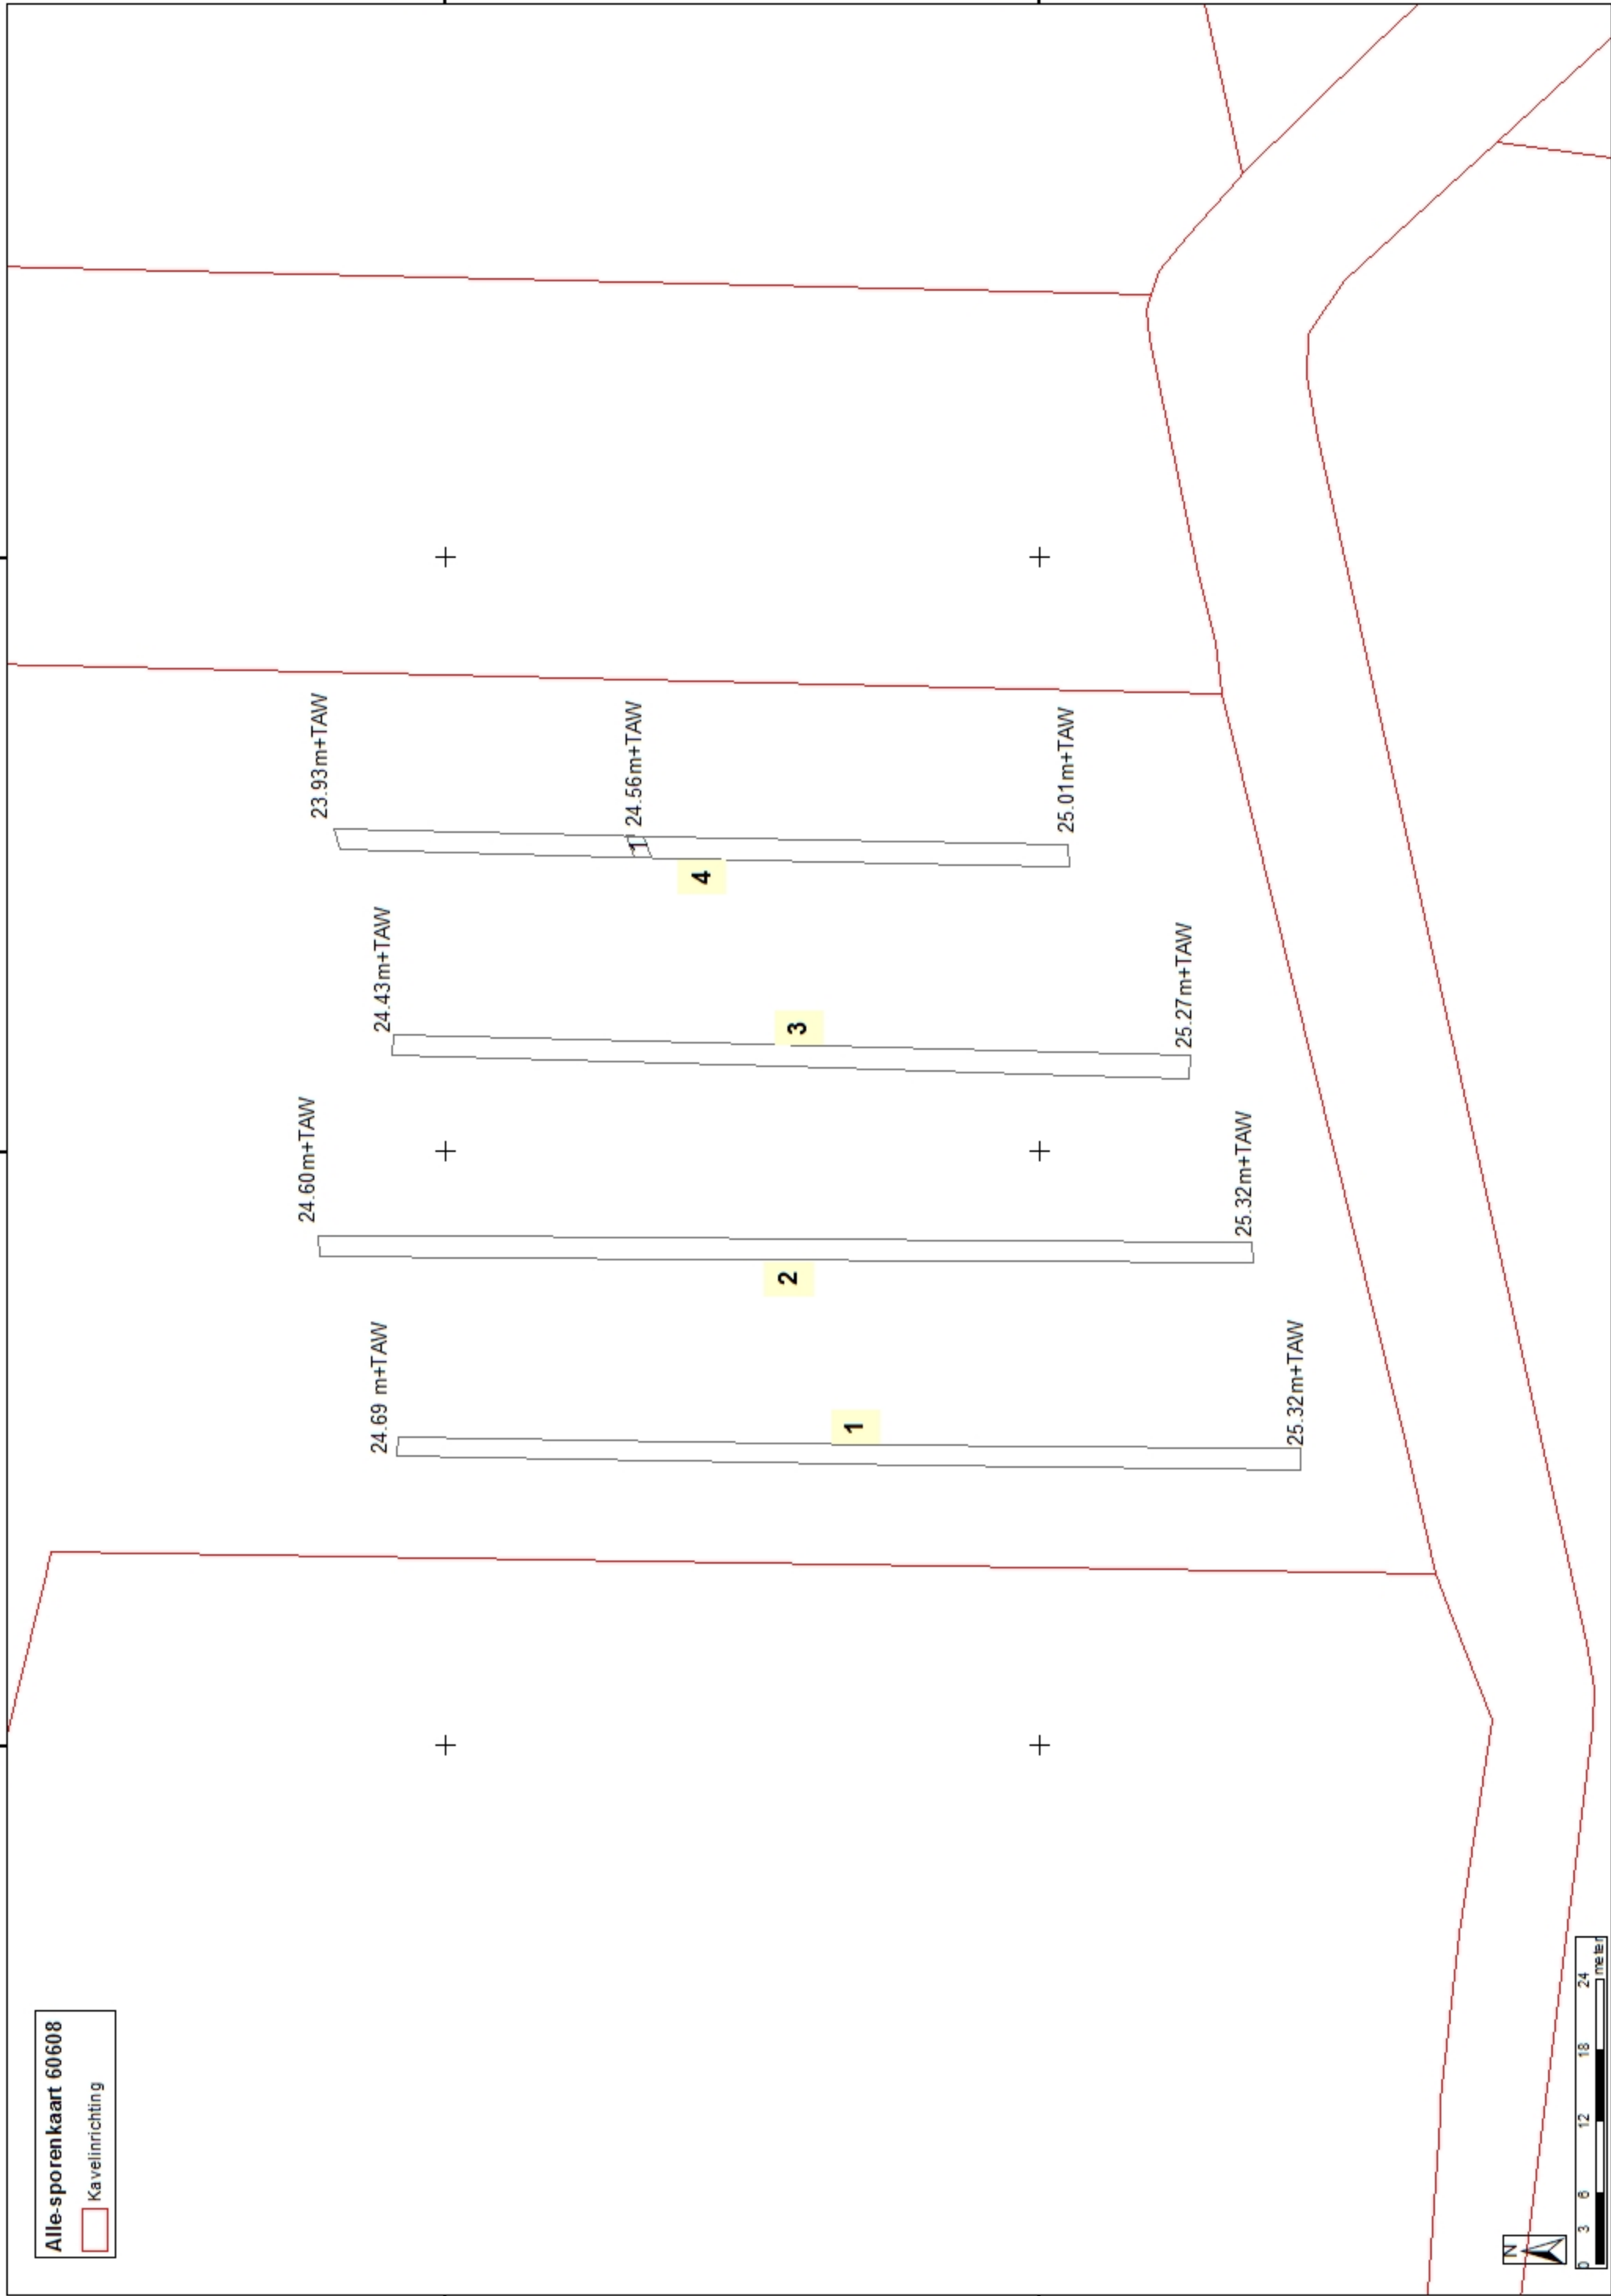 Alle-sporenkaart 60608
Kavelinrichting
24.69 m+TAW
24.60m+TAW
24.43m+TAW
23.93m+TAW
24.56m+TAW
1
1
2
3
4
25.32m+TAW
25.32m+TAW
25.27m+TAW
25.01m+TAW
N
0 3 6 12 18 24
meter